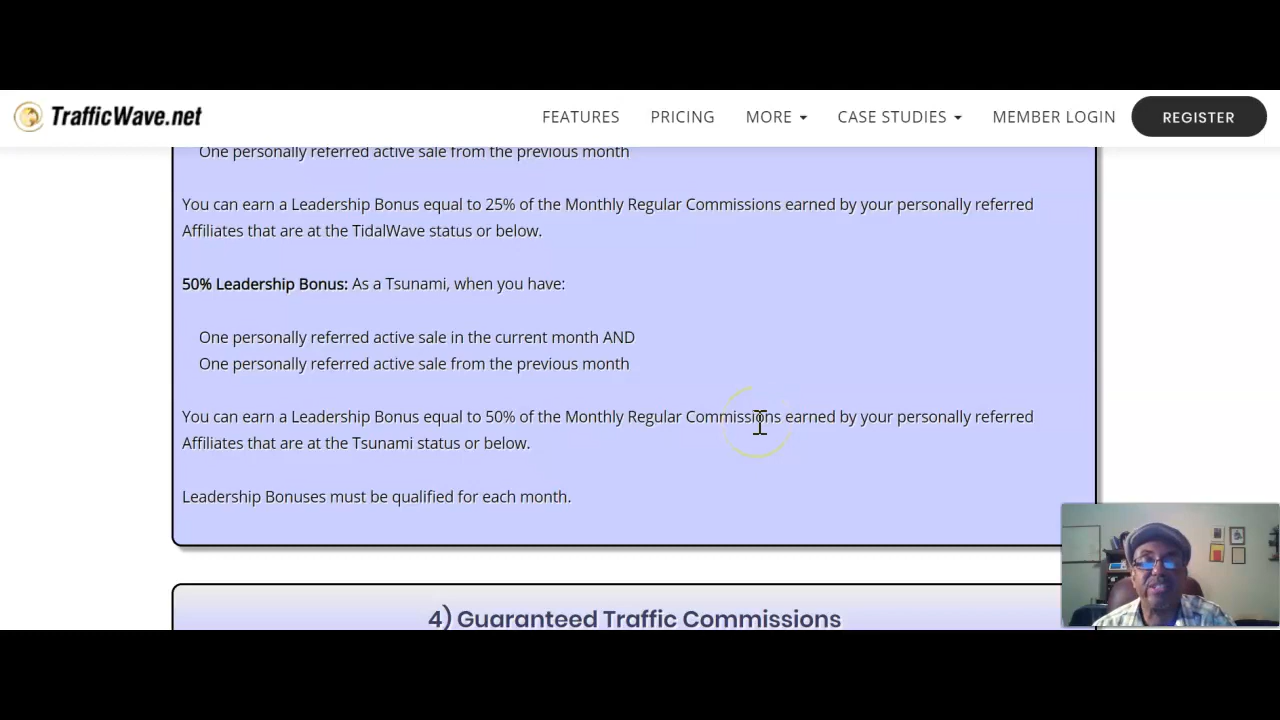 TrafficWave.net
FEATURES PRICING MORE CASE STUDIES MEMBER LOGIN REGISTER
One personally referred active sale from the previous month
You can earn a Leadership Bonus equal to 25% of the Monthly Regular Commissions earned by your personally referred
Affiliates that are at the TidalWave status or below.
50% Leadership Bonus: As a Tsunami, when you have:
One personally referred active sale in the current month AND
One personally referred active sale from the previous month
You can earn a Leadership Bonus equal to 50% of the Monthly Regular Commissions earned by your personally referred
Affiliates that are at the Tsunami status or below.
Leadership Bonuses must be qualified for each month.
4) Guaranteed Traffic Commissions